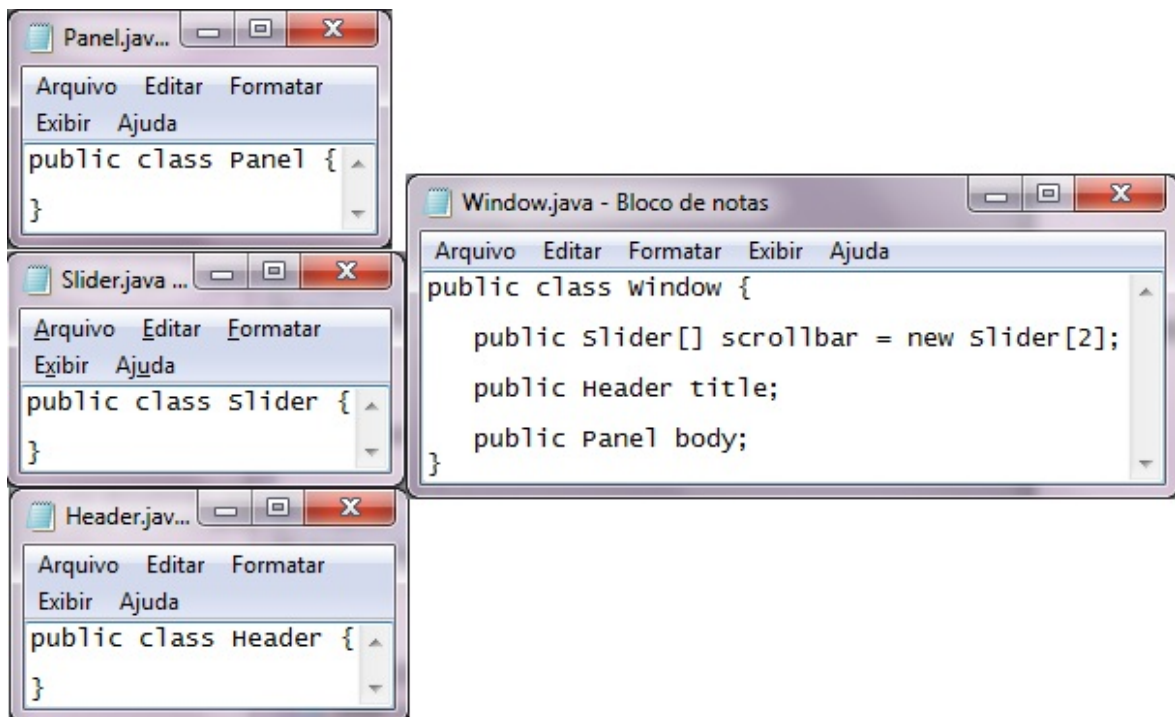 Panel.jav...
Arquivo Editar Formatar
Exibir Ajuda
public class Panel {
}
Slider.java ...
Arquivo Editar Formatar
Exibir Ajuda
public class Slider {
}
Header.jav...
Arquivo Editar Formatar
Exibir Ajuda
public class Header {
}
Window.java - Bloco de notas
Arquivo Editar Formatar Exibir Ajuda
public class Window {
public Slider[] scrollbar = new Slider[2];
public Header title;
public Panel body;
}